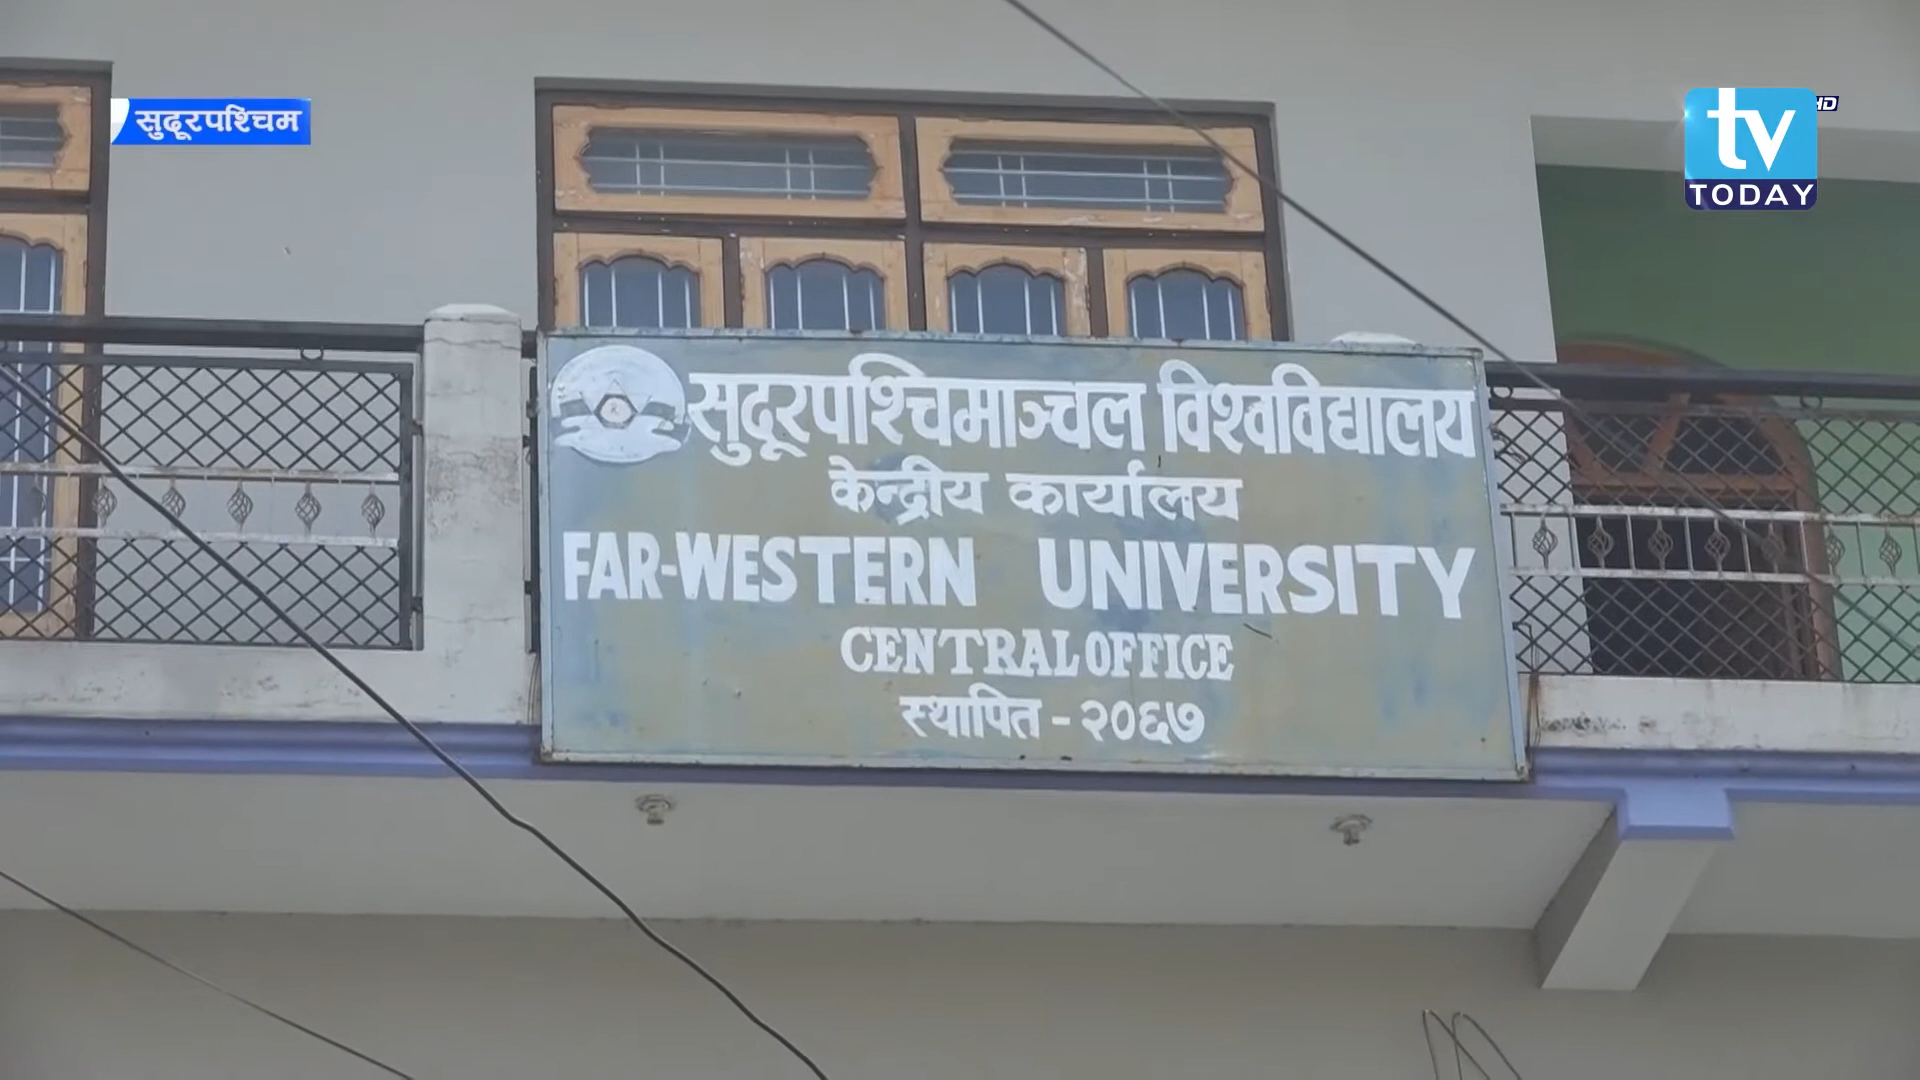 सुदूरपश्चिम
HD
tv
TODAY
सुदूरपश्चिमाञ्चल विश्वविद्यालय
केन्द्रीय कार्यालय
FAR-WESTERN UNIVERSITY
CENTRAL OFFICE
स्थापित - २०६७